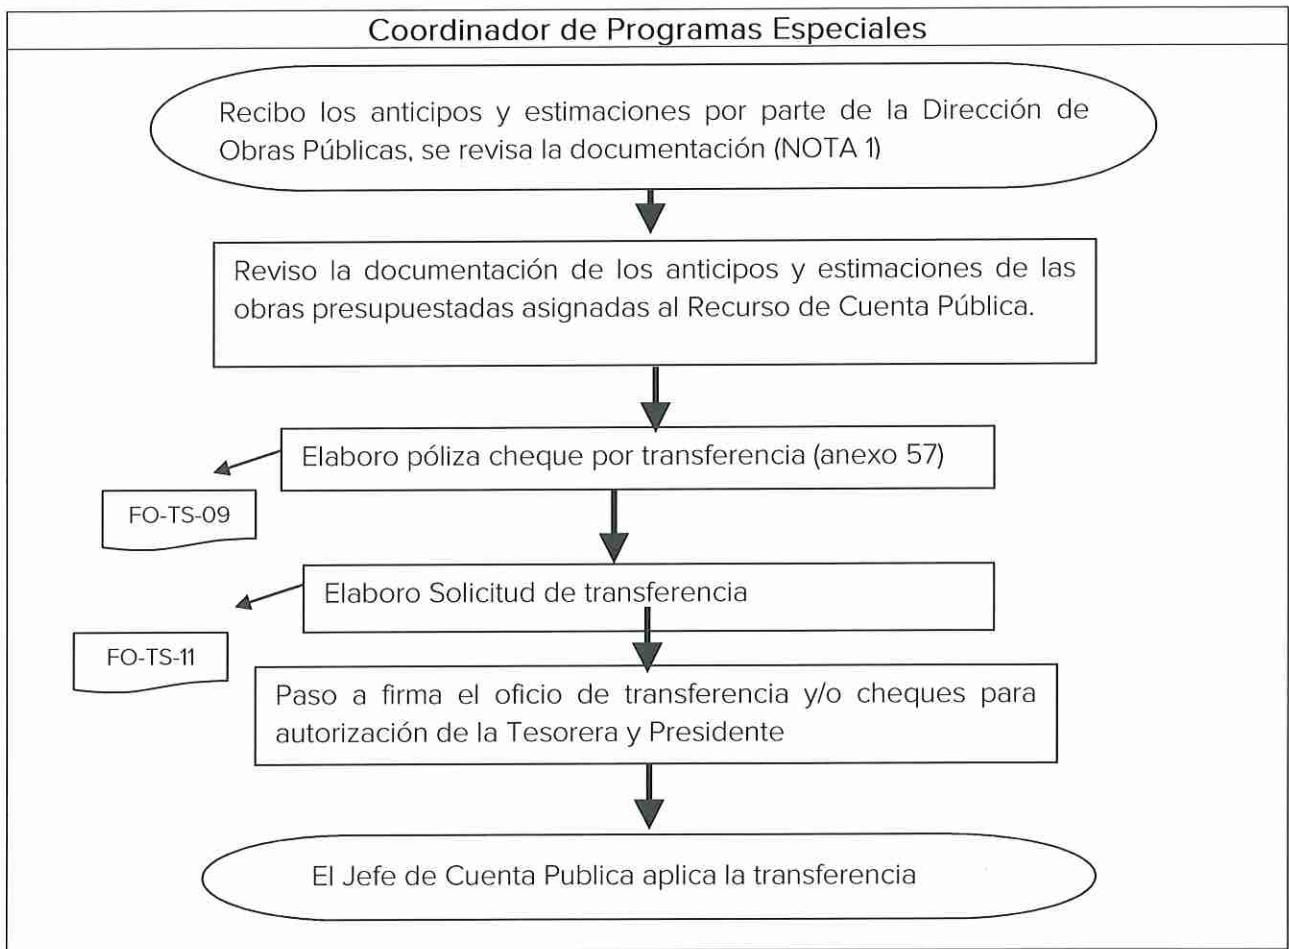 Coordinador de Programas Especiales
Recibo los anticipos y estimaciones por parte de la Dirección de
Obras Públicas, se revisa la documentación (NOTA 1)
Reviso la documentación de los anticipos y estimaciones de las
obras presupuestadas asignadas al Recurso de Cuenta Pública.
Elaboro póliza cheque por transferencia (anexo 57)
FO-TS-09
Elaboro Solicitud de transferencia
FO-TS-11
Paso a firma el oficio de transferencia y/o cheques para
autorización de la Tesorera y Presidente
El Jefe de Cuenta Publica aplica la transferencia